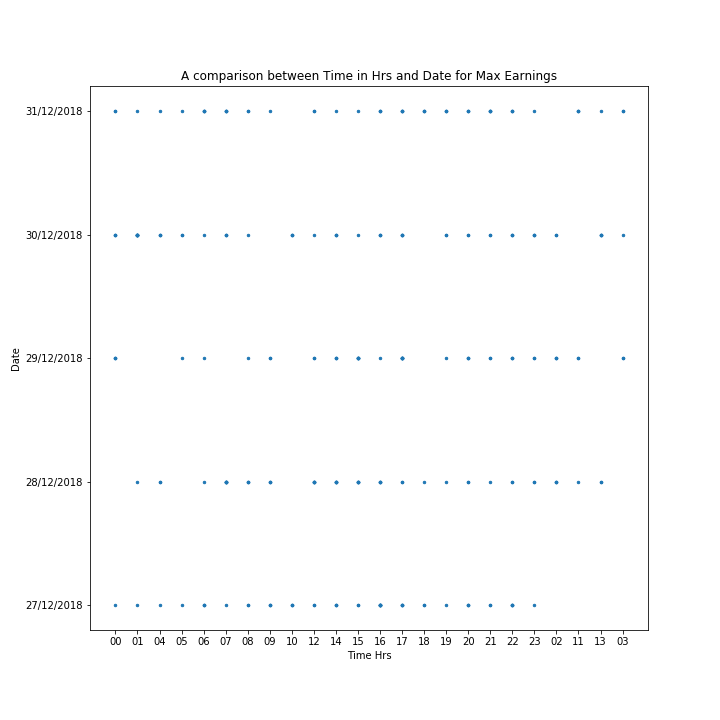 A comparison between Time in Hrs and Date for Max Earnings
31/12/2018
30/12/2018
29/12/2018
28/12/2018
27/12/2018
Date
00 01 04 05 06 07 08 09 10 12 14 15 16 17 18 19 20 21 22 23 02 11 13 03
Time Hrs